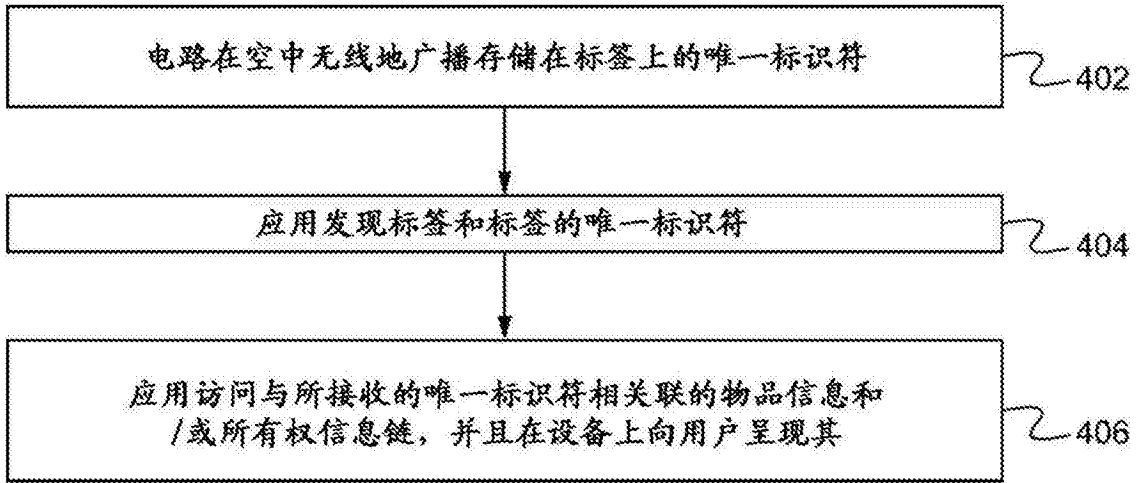 电路在空中无线地广播存储在标签上的唯一标识符
402
应用发现标签和标签的唯一标识符
404
应用访问与所接收的唯一标识符相关联的物品信息和
/或所有权信息链，并且在设备上向用户呈现其
406